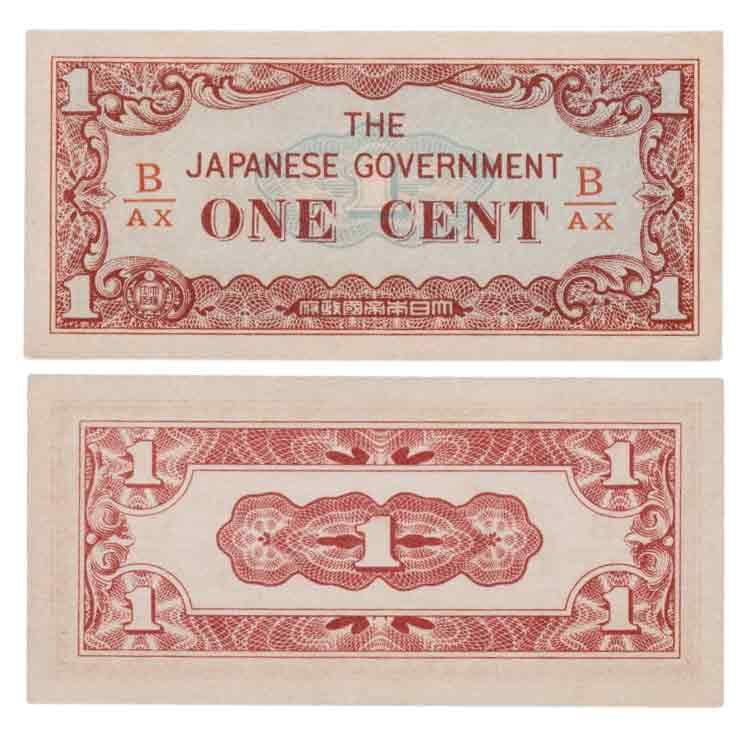 1 1
THE
JAPANESE GOVERNMENT
B B
AX ONE CENT AX
1
1 府政國帝本日大 1
1 1
1
1 1